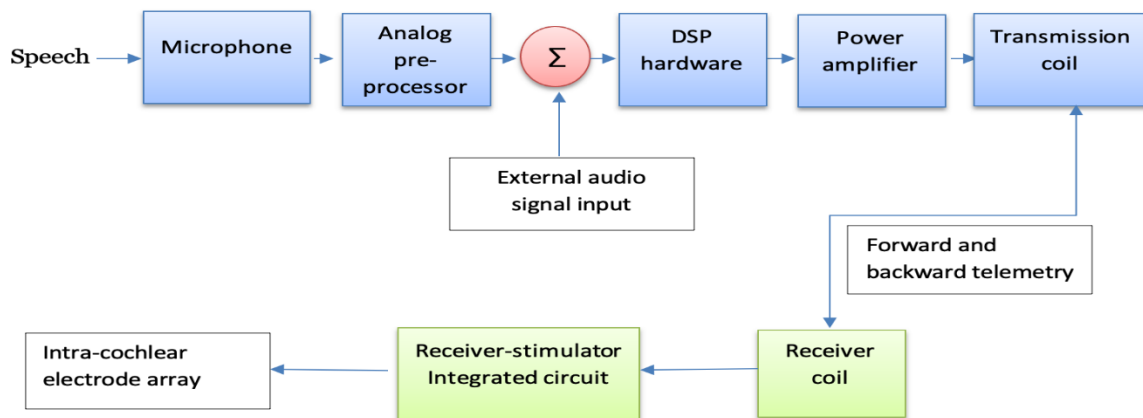 Speech
Microphone
Analog
pre-
processor
Σ
DSP
hardware
Power
amplifier
Transmission
coil
External audio
signal input
Forward and
backward telemetry
Intra-cochlear
electrode array
Receiver-stimulator
Integrated circuit
Receiver
coil